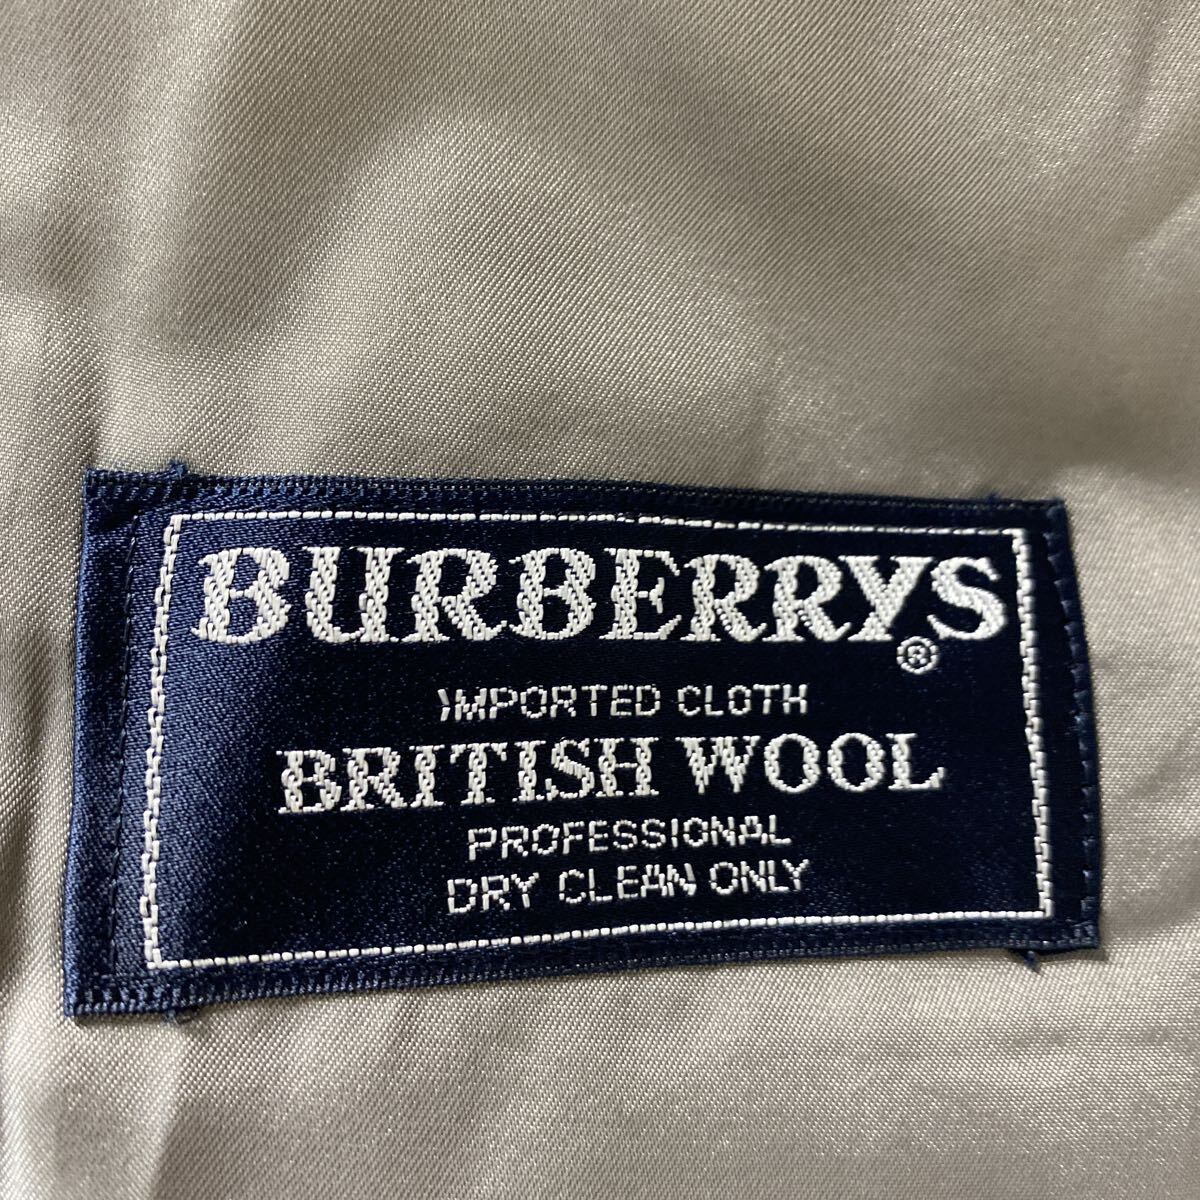 BURBERRYS®
IMPORTED CLOTH
BRITISH WOOL
PROFESSIONAL
DRY CLEAN ONLY